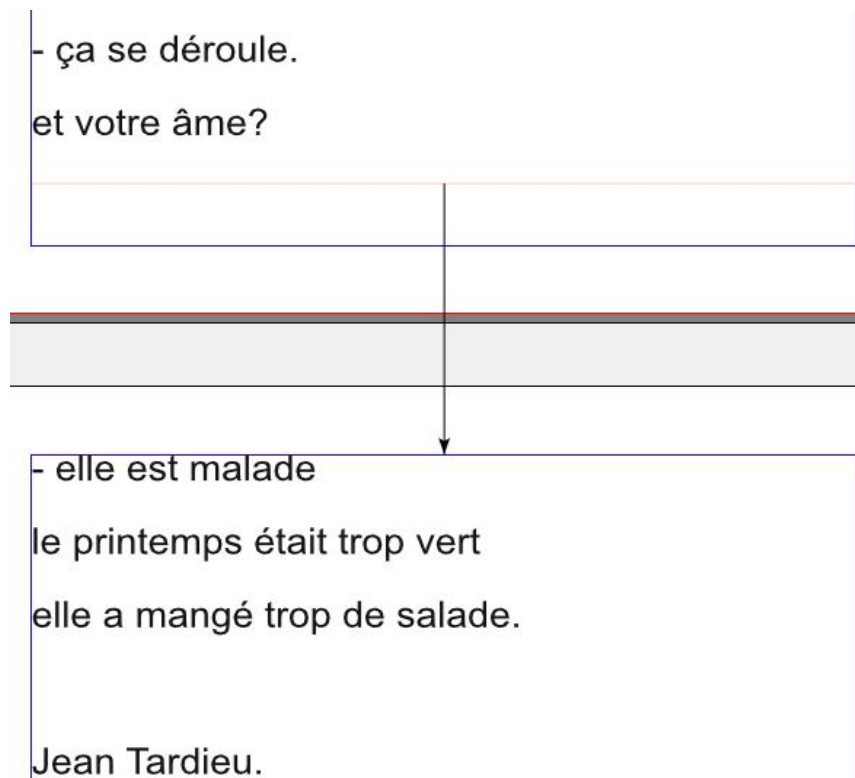 - ça se déroule.
et votre âme?
- elle est malade
le printemps était trop vert
elle a mangé trop de salade.
Jean Tardieu.